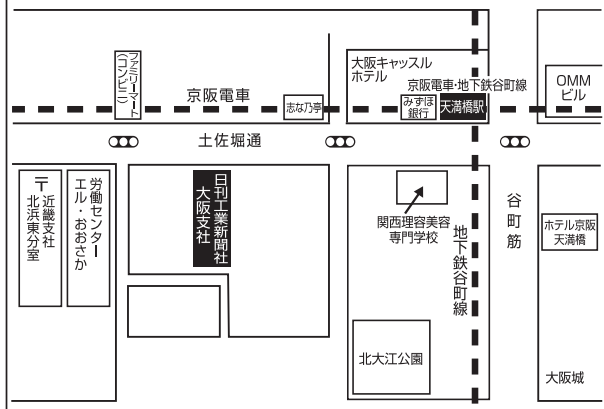 大阪キャッスル
ホテル
京阪電車・地下鉄谷町線
OMM
ビル
ファミリーマート
(コンビニ)
京阪電車
志な乃亭
みずほ
銀行
天満橋駅
土佐堀通
〒
近畿支社
北浜東分室
労働センター
エル・おおさか
日刊工業新聞社
大阪支社
関西理容美容
専門学校
地下鉄谷町線
谷町筋
ホテル京阪
天満橋
北大江公園
大阪城